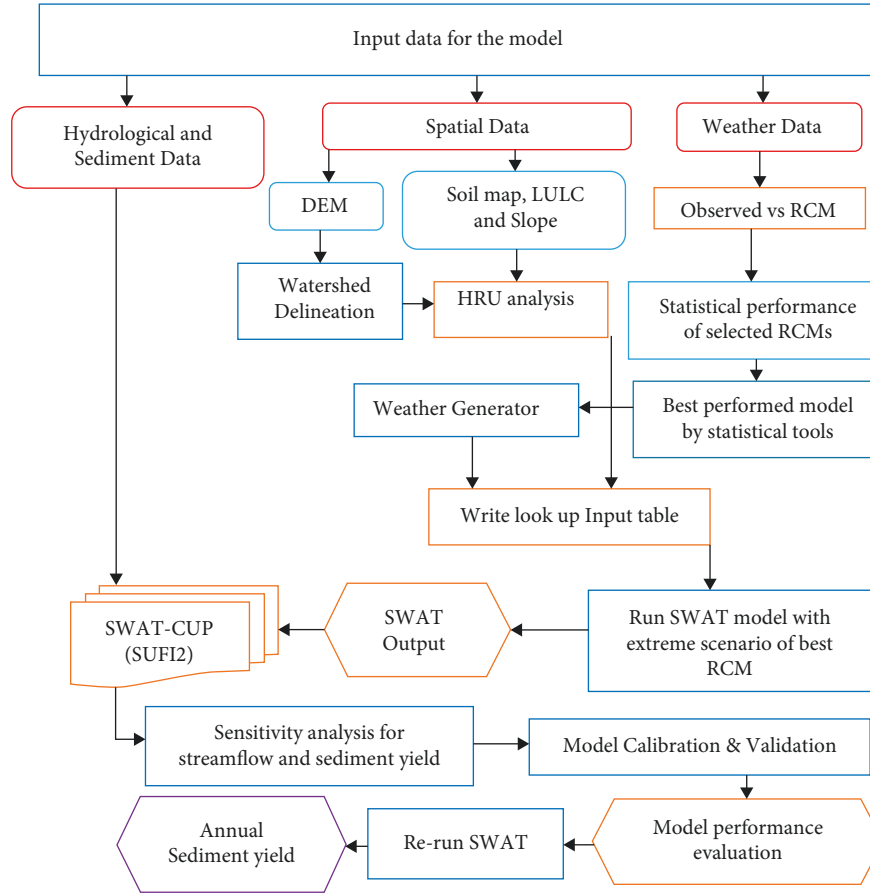 Input data for the model
Hydrological and
Sediment Data
Spatial Data
Weather Data
DEM
Soil map, LULC
and Slope
Observed vs RCM
Watershed
Delineation
HRU analysis
Statistical performance
of selected RCMs
Weather Generator
Best performed model
by statistical tools
Write look up Input table
SWAT-CUP
(SUFI2)
SWAT
Output
Run SWAT model with
extreme scenario of best
RCM
Sensitivity analysis for
streamflow and sediment yield
Model Calibration & Validation
Annual
Sediment yield
Re-run SWAT
Model performance
evaluation